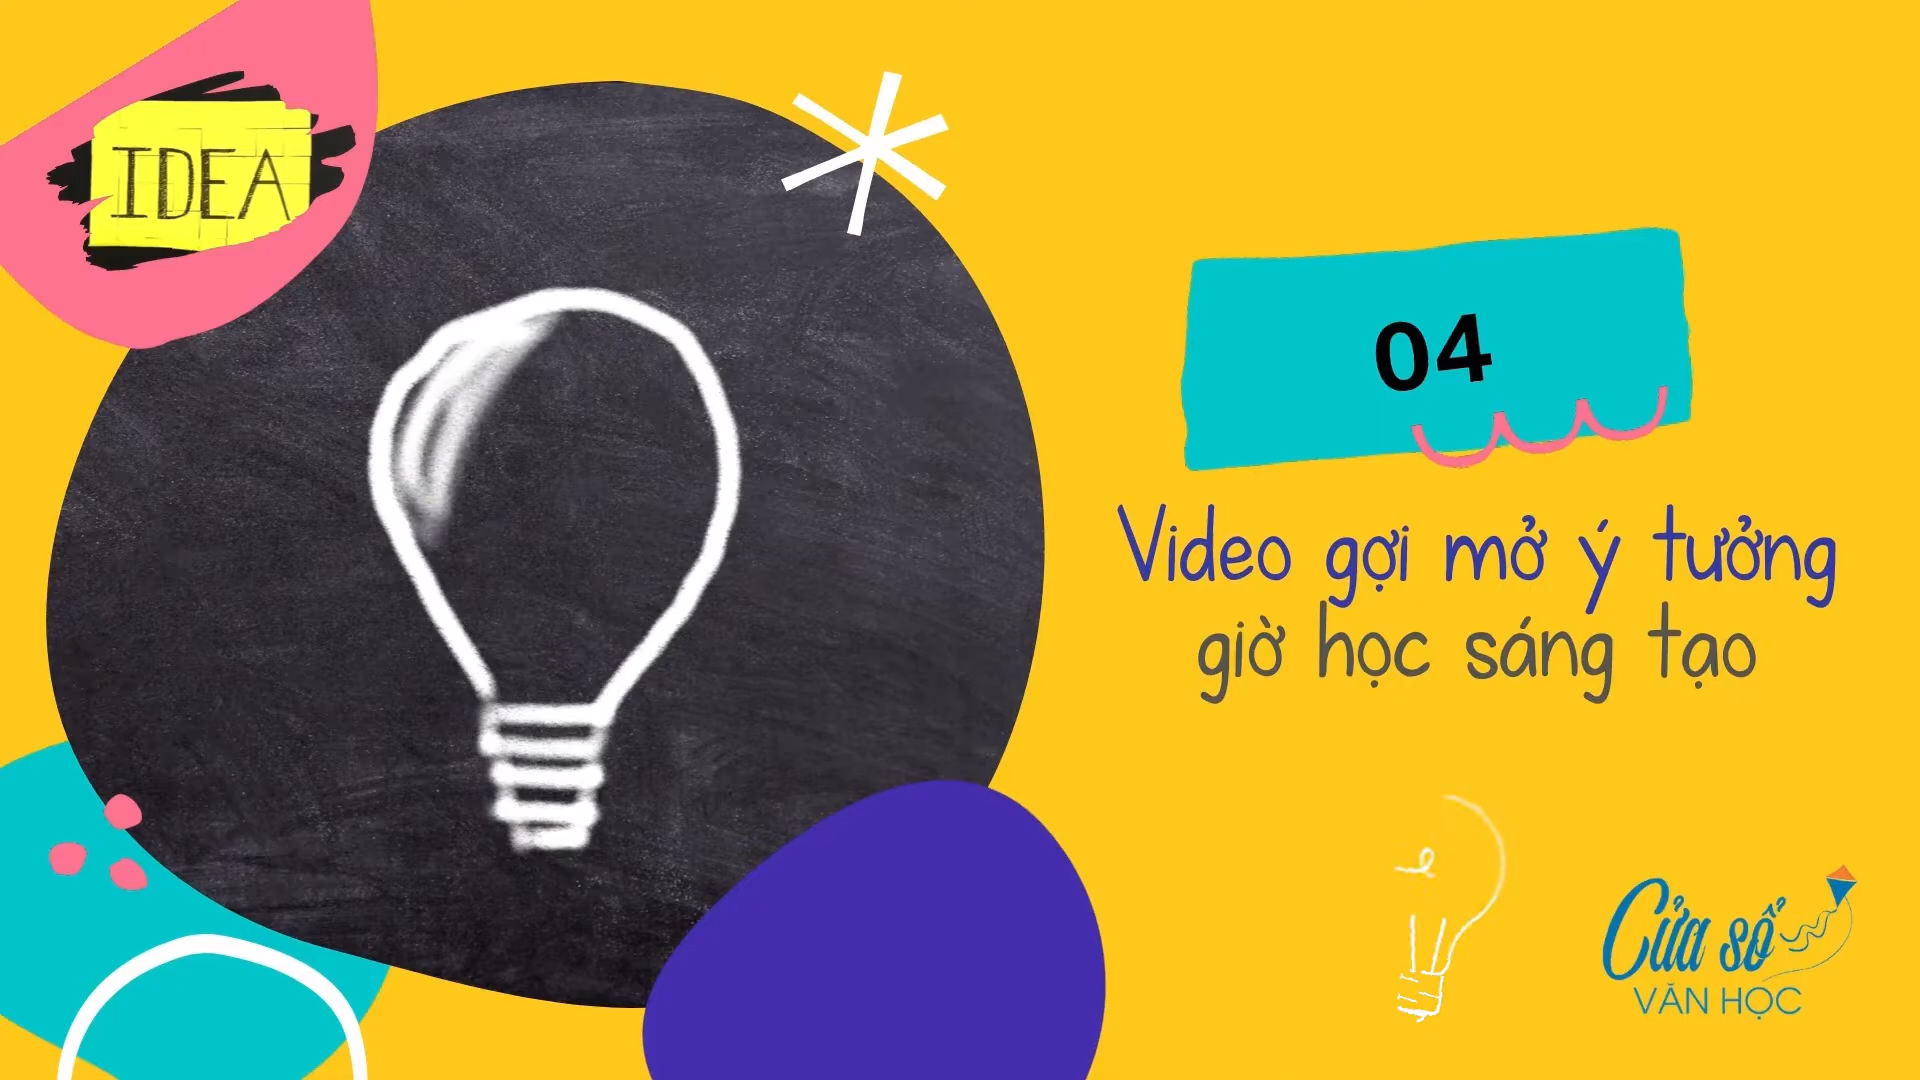 IDEA
04
Video gợi mở ý tưởng
giờ học sáng tạo
Cửa sổ
VĂN HỌC